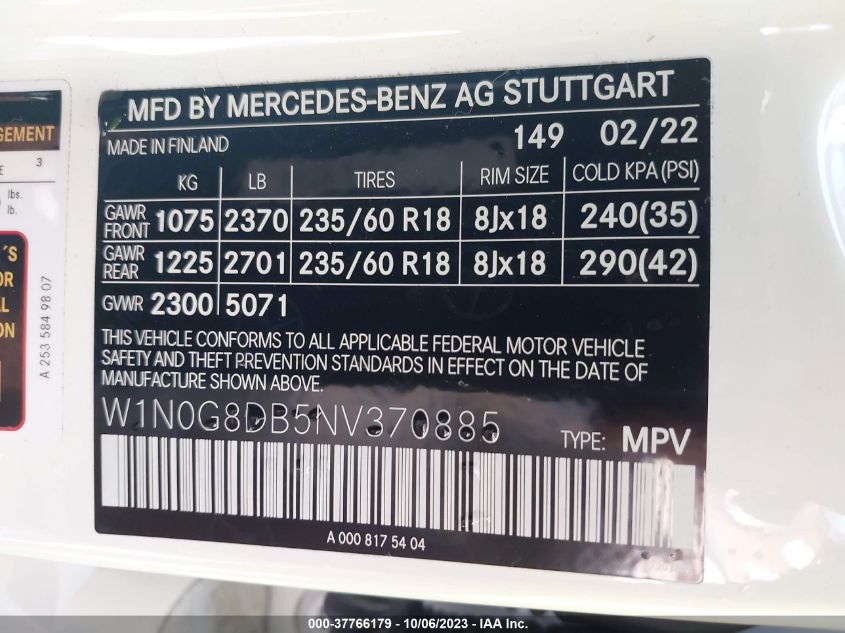 MFD BY MERCEDES-BENZ AG STUTTGART
MADE IN FINLAND 149 02/22
KG LB TIRES RIM SIZE COLD KPA (PSI)
GAWR FRONT 1075 2370 235/60 R18 8Jx18 240(35)
GAWR REAR 1225 2701 235/60 R18 8Jx18 290(42)
GVWR 2300 5071
THIS VEHICLE CONFORMS TO ALL APPLICABLE FEDERAL MOTOR VEHICLE
SAFETY AND THEFT PREVENTION STANDARDS IN EFFECT ON THE DATE OF
MANUFACTURE SHOWN ABOVE.
W1N0G8DB5NV370885
TYPE: MPV
A 000 817 54 04
3
lbs.
lb.
A 253 584 98 07
000-37766179 - 10/06/2023 - IAA Inc.